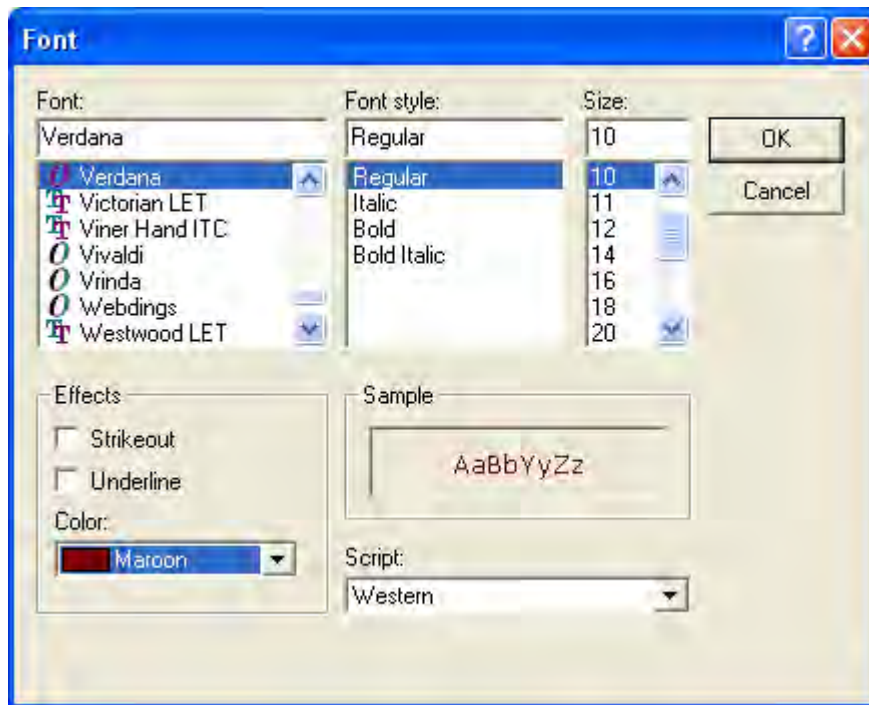 Font
Font:
Verdana
Verdana
Victorian LET
Viner Hand ITC
Vivaldi
Vrinda
Webdings
Westwood LET
Font style:
Regular
Regular
Italic
Bold
Bold Italic
Size:
10
10
11
12
14
16
18
20
OK
Cancel
Effects
Strikeout
Underline
Color:
Maroon
Sample
AaBbYyZz
Script:
Western